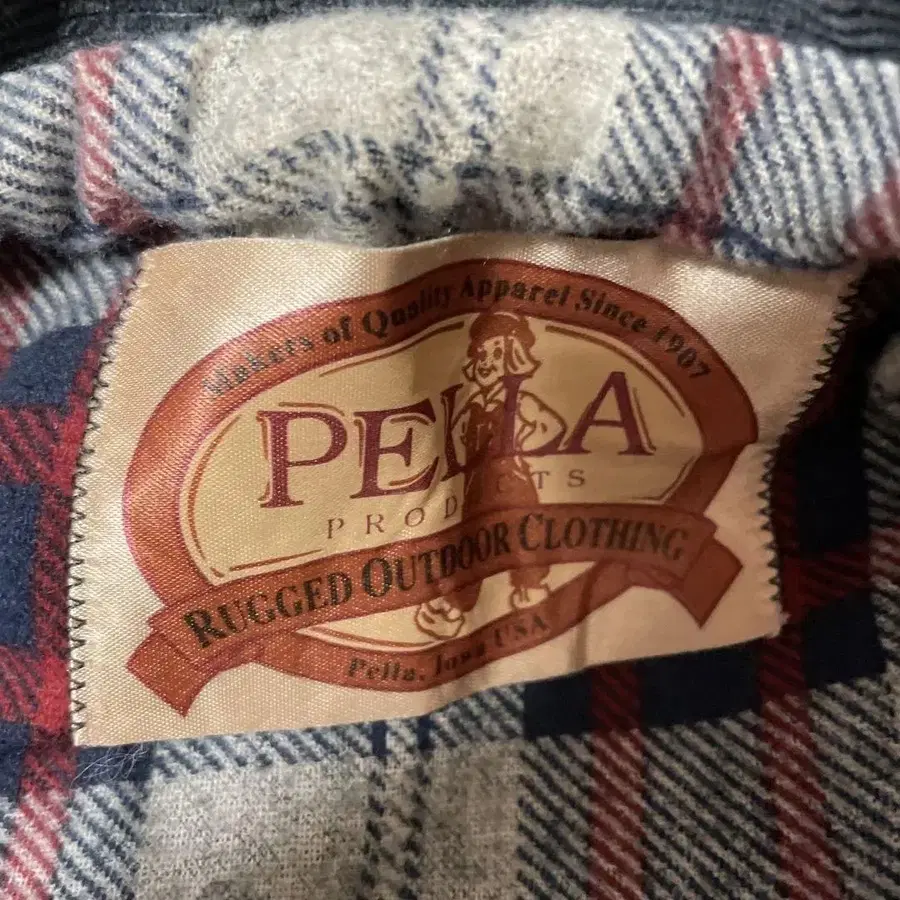 Makers of Quality Apparel Since 1907
PELLA
PRODUCTS
RUGGED OUTDOOR CLOTHING
Pella, Iowa USA